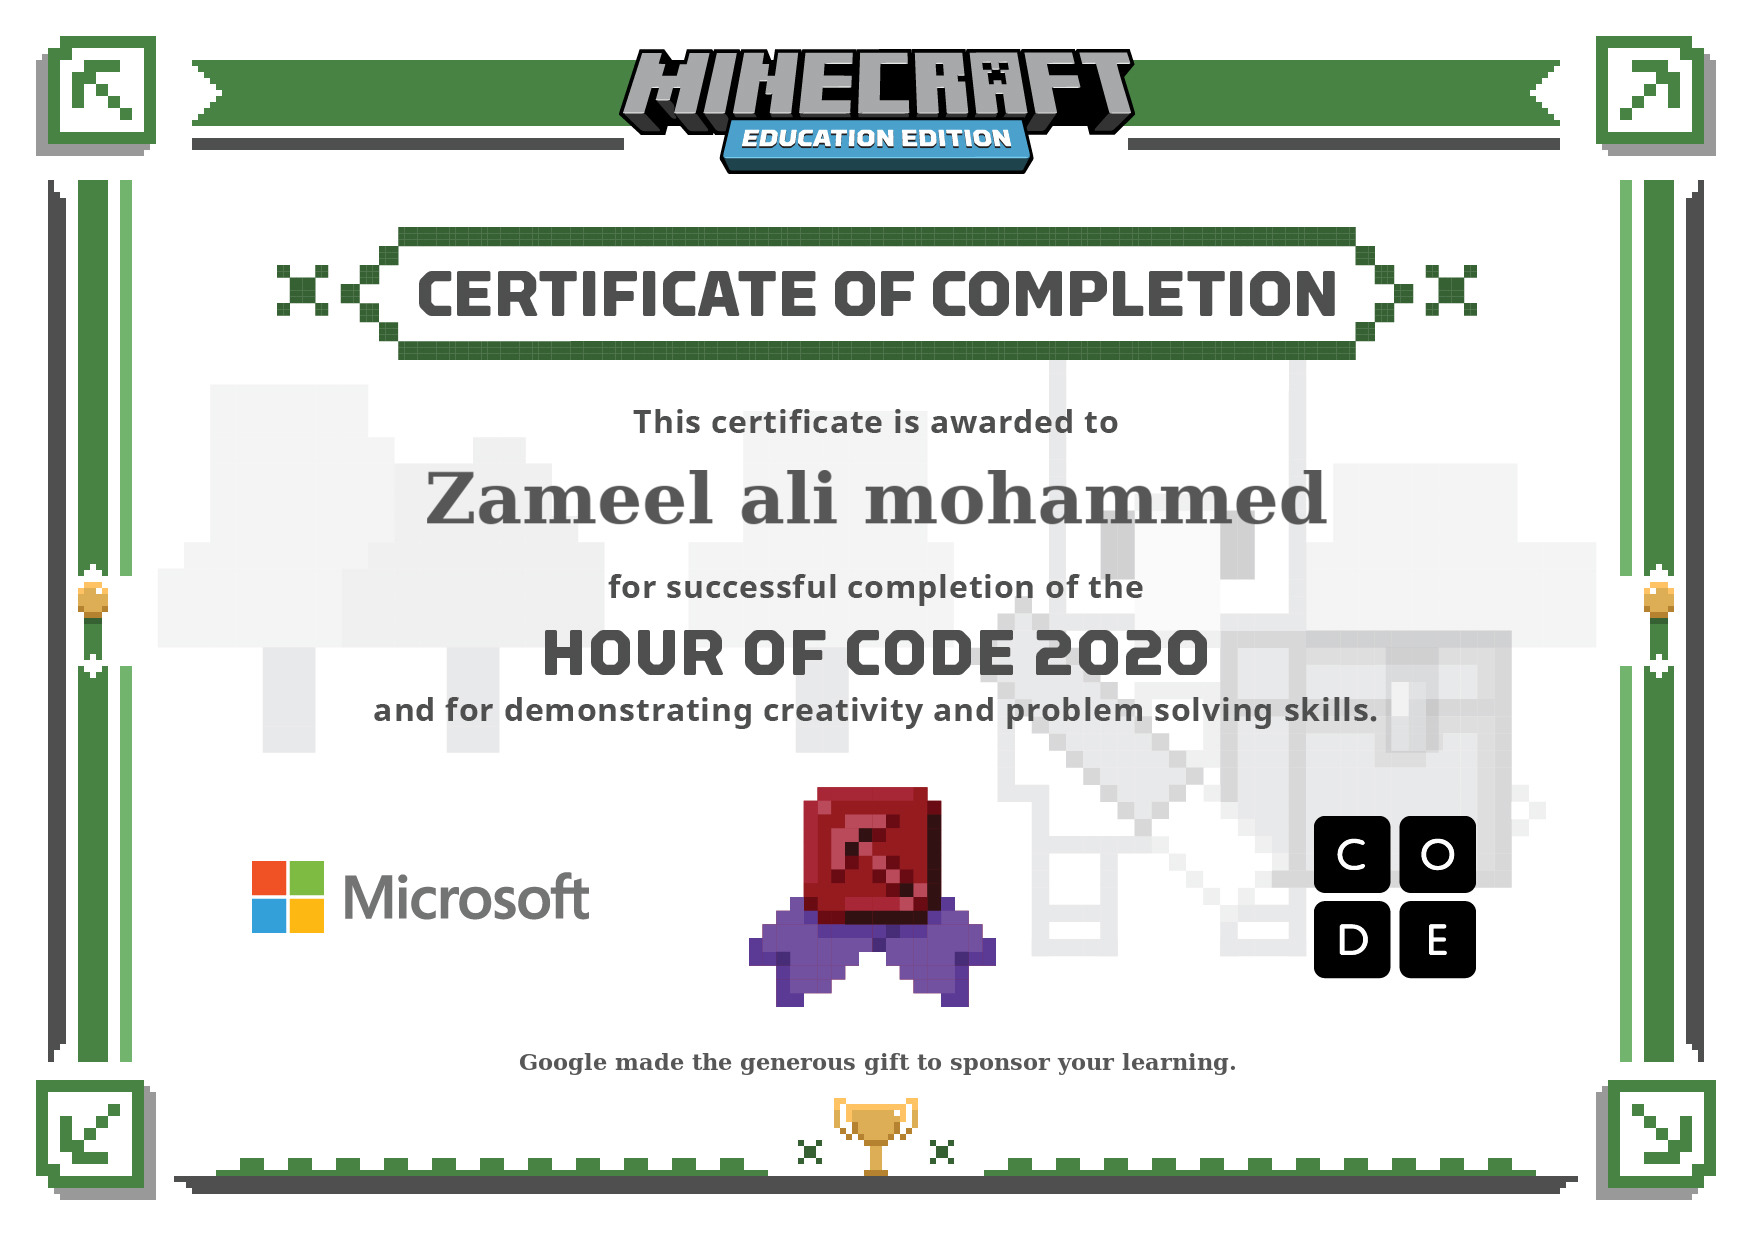 MINECRAFT
EDUCATION EDITION
CERTIFICATE OF COMPLETION
This certificate is awarded to
Zameel ali mohammed
for successful completion of the
HOUR OF CODE 2020
and for demonstrating creativity and problem solving skills.
Microsoft
C O
D E
Google made the generous gift to sponsor your learning.